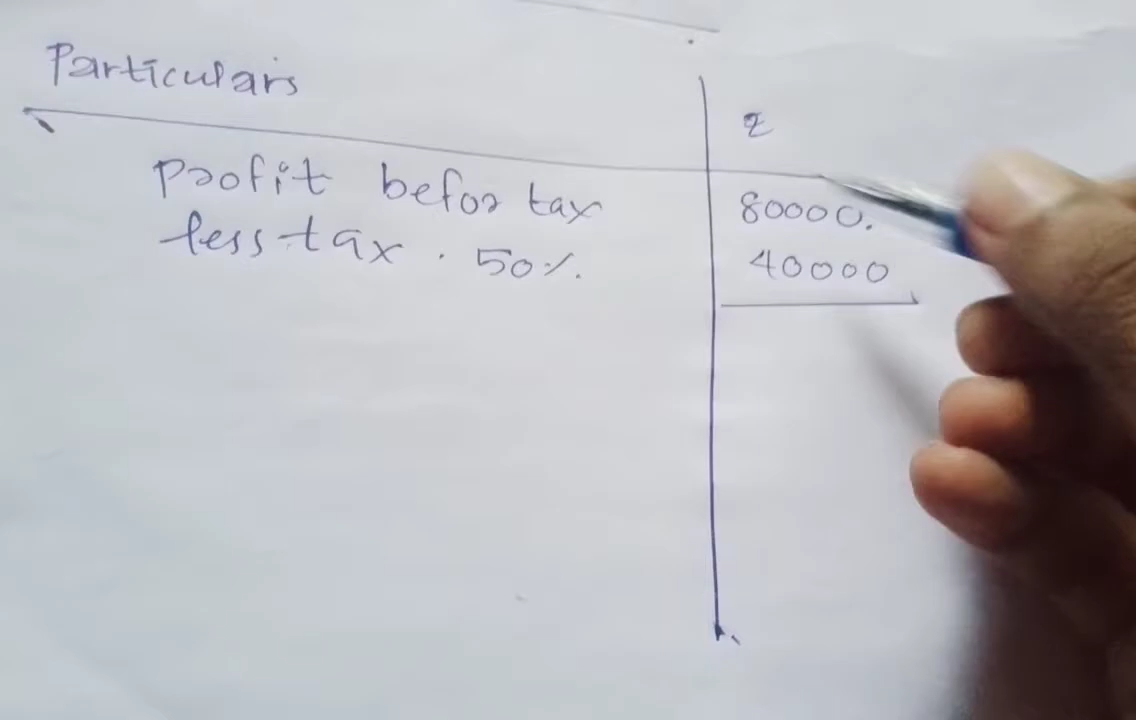 Particulars
₹
Profit befor tax 80000.
less tax . 50% 40000